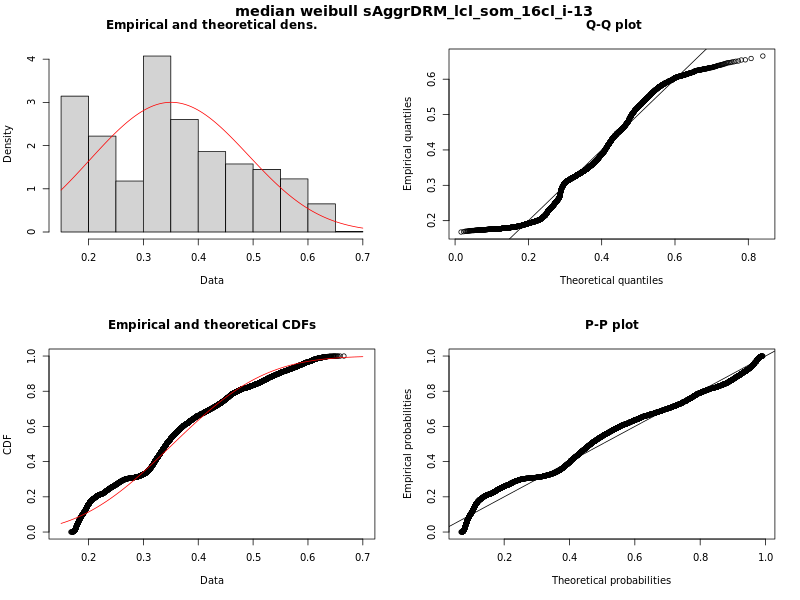 median weibull sAggrDRM_lcl_som_16cl_i-13
Empirical and theoretical dens.
Density
0 1 2 3 4
0.2 0.3 0.4 0.5 0.6 0.7
Data
Q-Q plot
Empirical quantiles
0.2 0.3 0.4 0.5 0.6
0.0 0.2 0.4 0.6 0.8
Theoretical quantiles
Empirical and theoretical CDFs
CDF
0.0 0.2 0.4 0.6 0.8 1.0
0.2 0.3 0.4 0.5 0.6 0.7
Data
P-P plot
Empirical probabilities
0.0 0.2 0.4 0.6 0.8 1.0
0.2 0.4 0.6 0.8 1.0
Theoretical probabilities